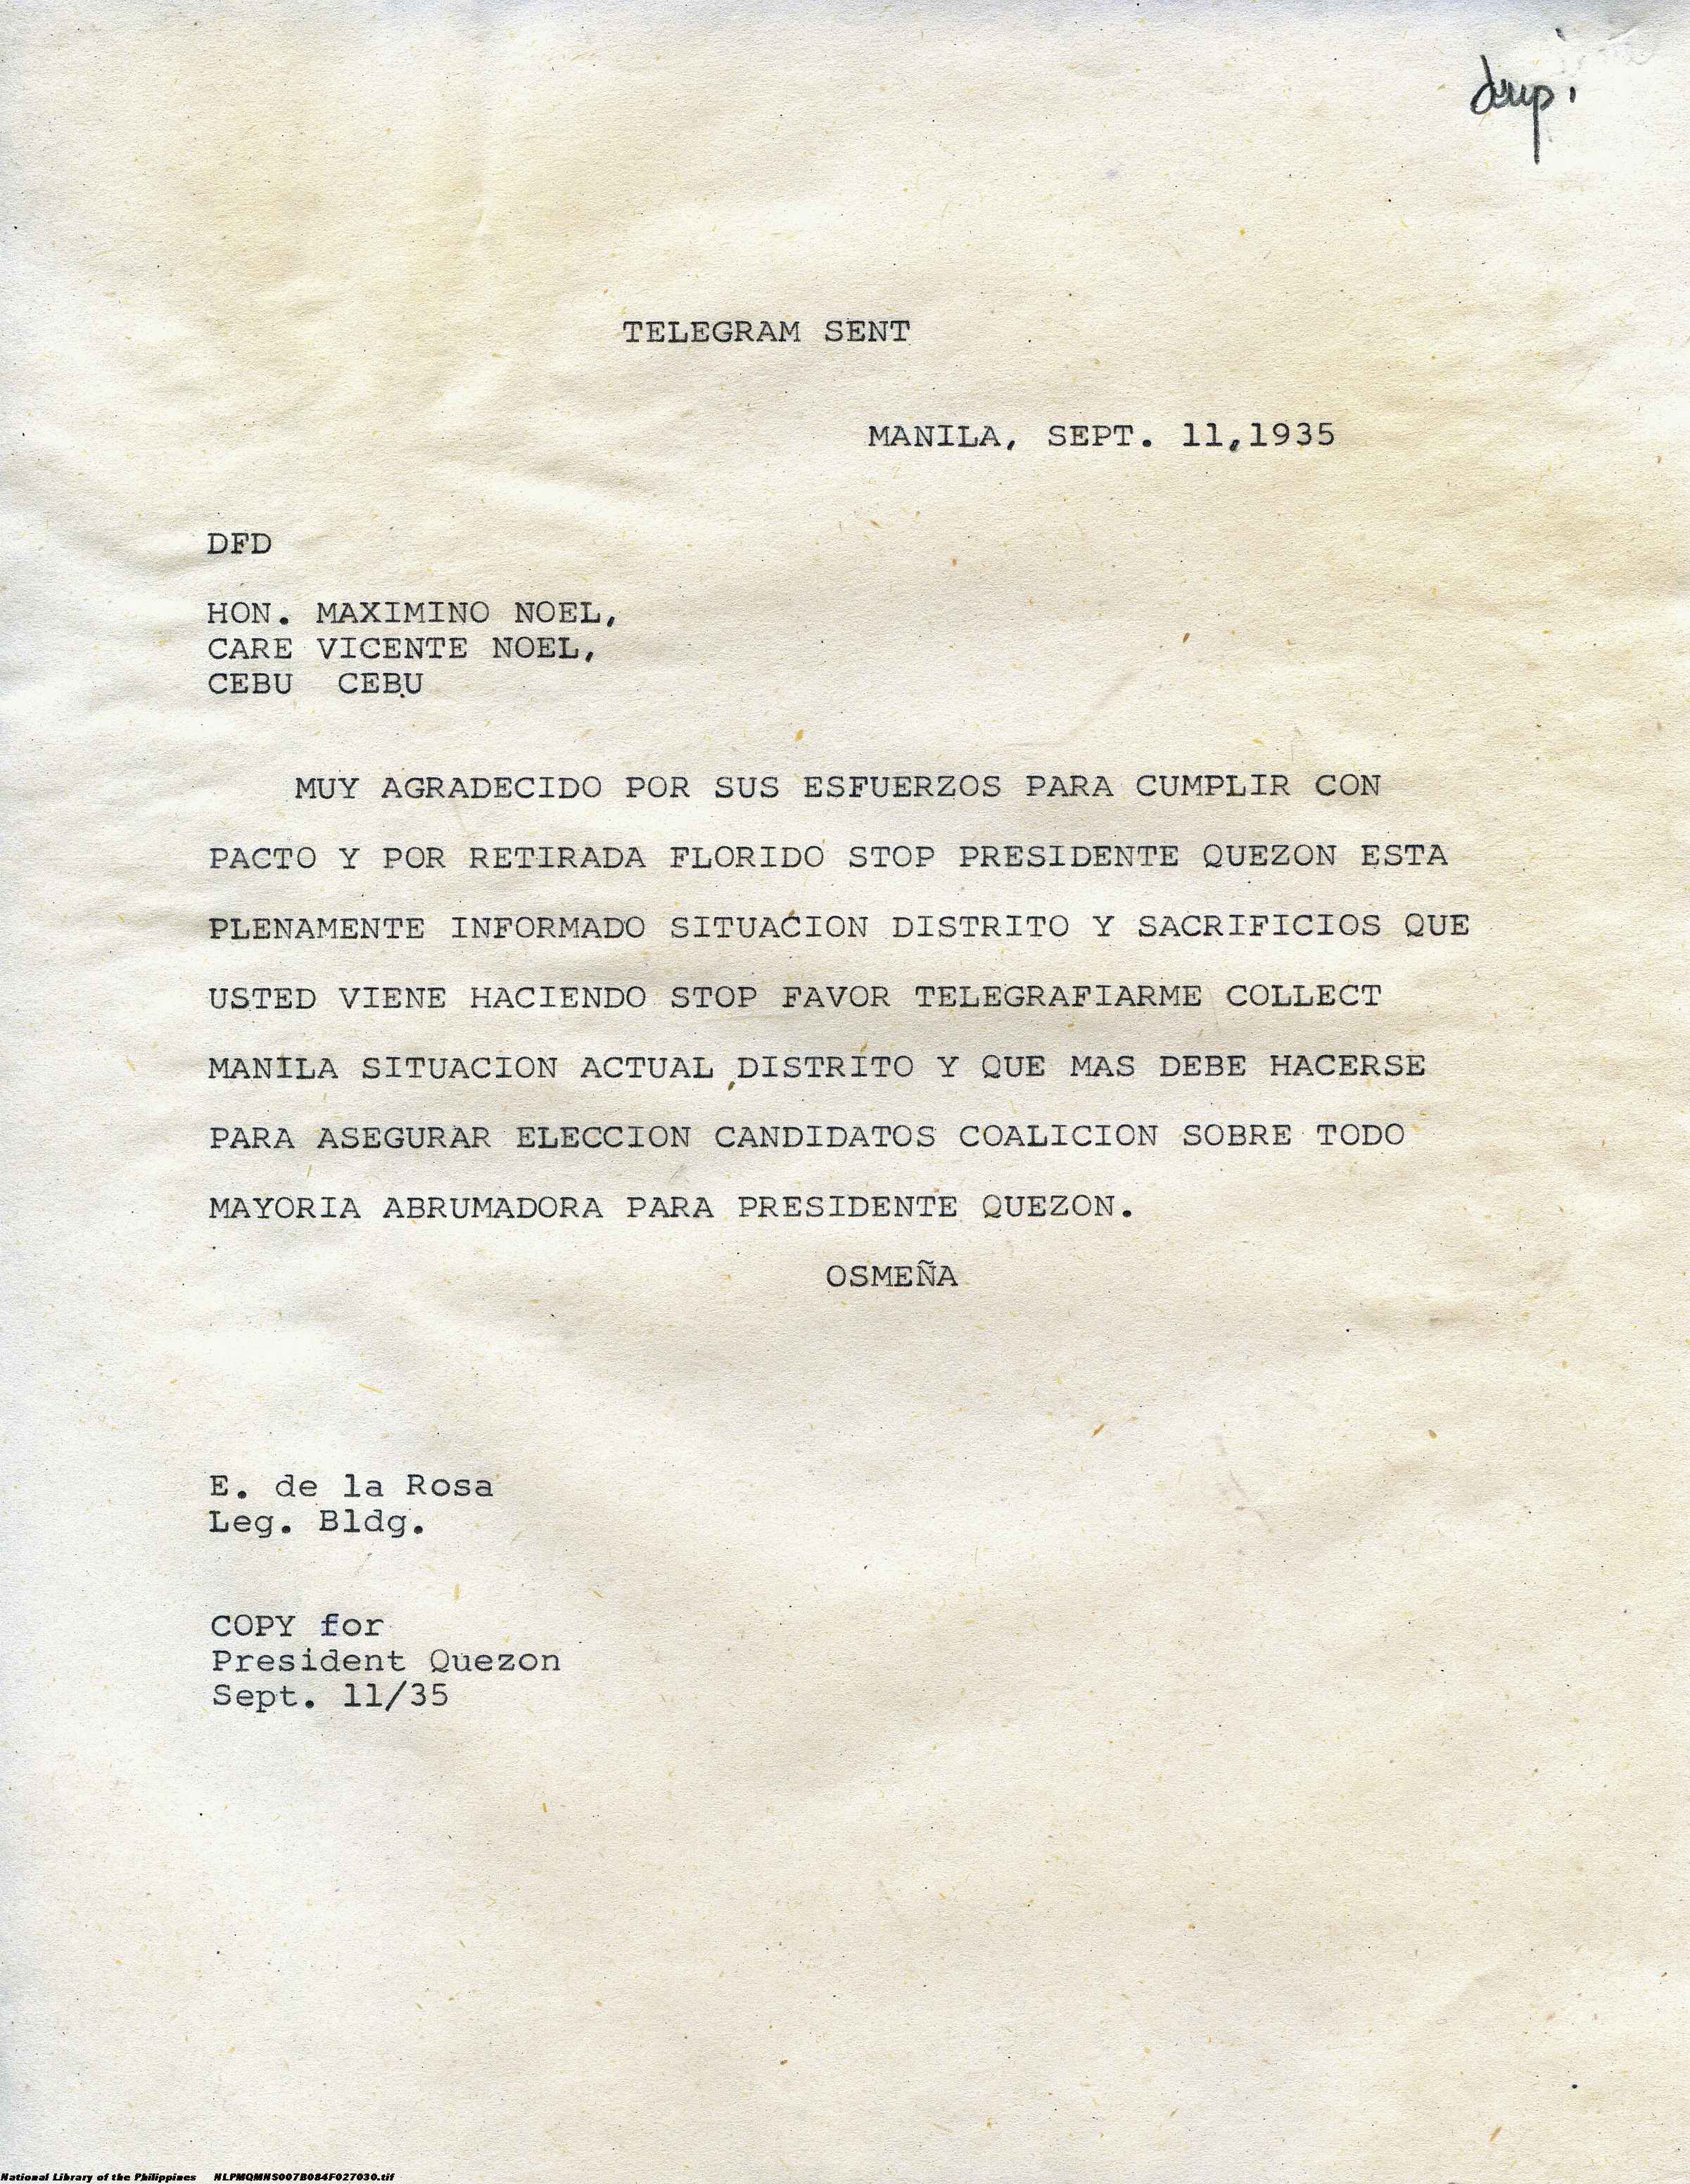 dup.
TELEGRAM SENT
MANILA, SEPT. 11,1935
DFD
HON. MAXIMINO NOEL,
CARE VICENTE NOEL,
CEBU CEBU
MUY AGRADECIDO POR SUS ESFUERZOS PARA CUMPLIR CON
PACTO Y POR RETIRADA FLORIDO STOP PRESIDENTE QUEZON ESTA
PLENAMENTE INFORMADO SITUACION DISTRITO Y SACRIFICIOS QUE
USTED VIENE HACIENDO STOP FAVOR TELEGRAFIARME COLLECT
MANILA SITUACION ACTUAL DISTRITO Y QUE MAS DEBE HACERSE
PARA ASEGURAR ELECCION CANDIDATOS COALICION SOBRE TODO
MAYORIA ABRUMADORA PARA PRESIDENTE QUEZON.
OSMEÑA
E. de la Rosa
Leg. Bldg.
COPY for
President Quezon
Sept. 11/35
National Library of the Philippines NLPMQMNS007B084F027030.tif